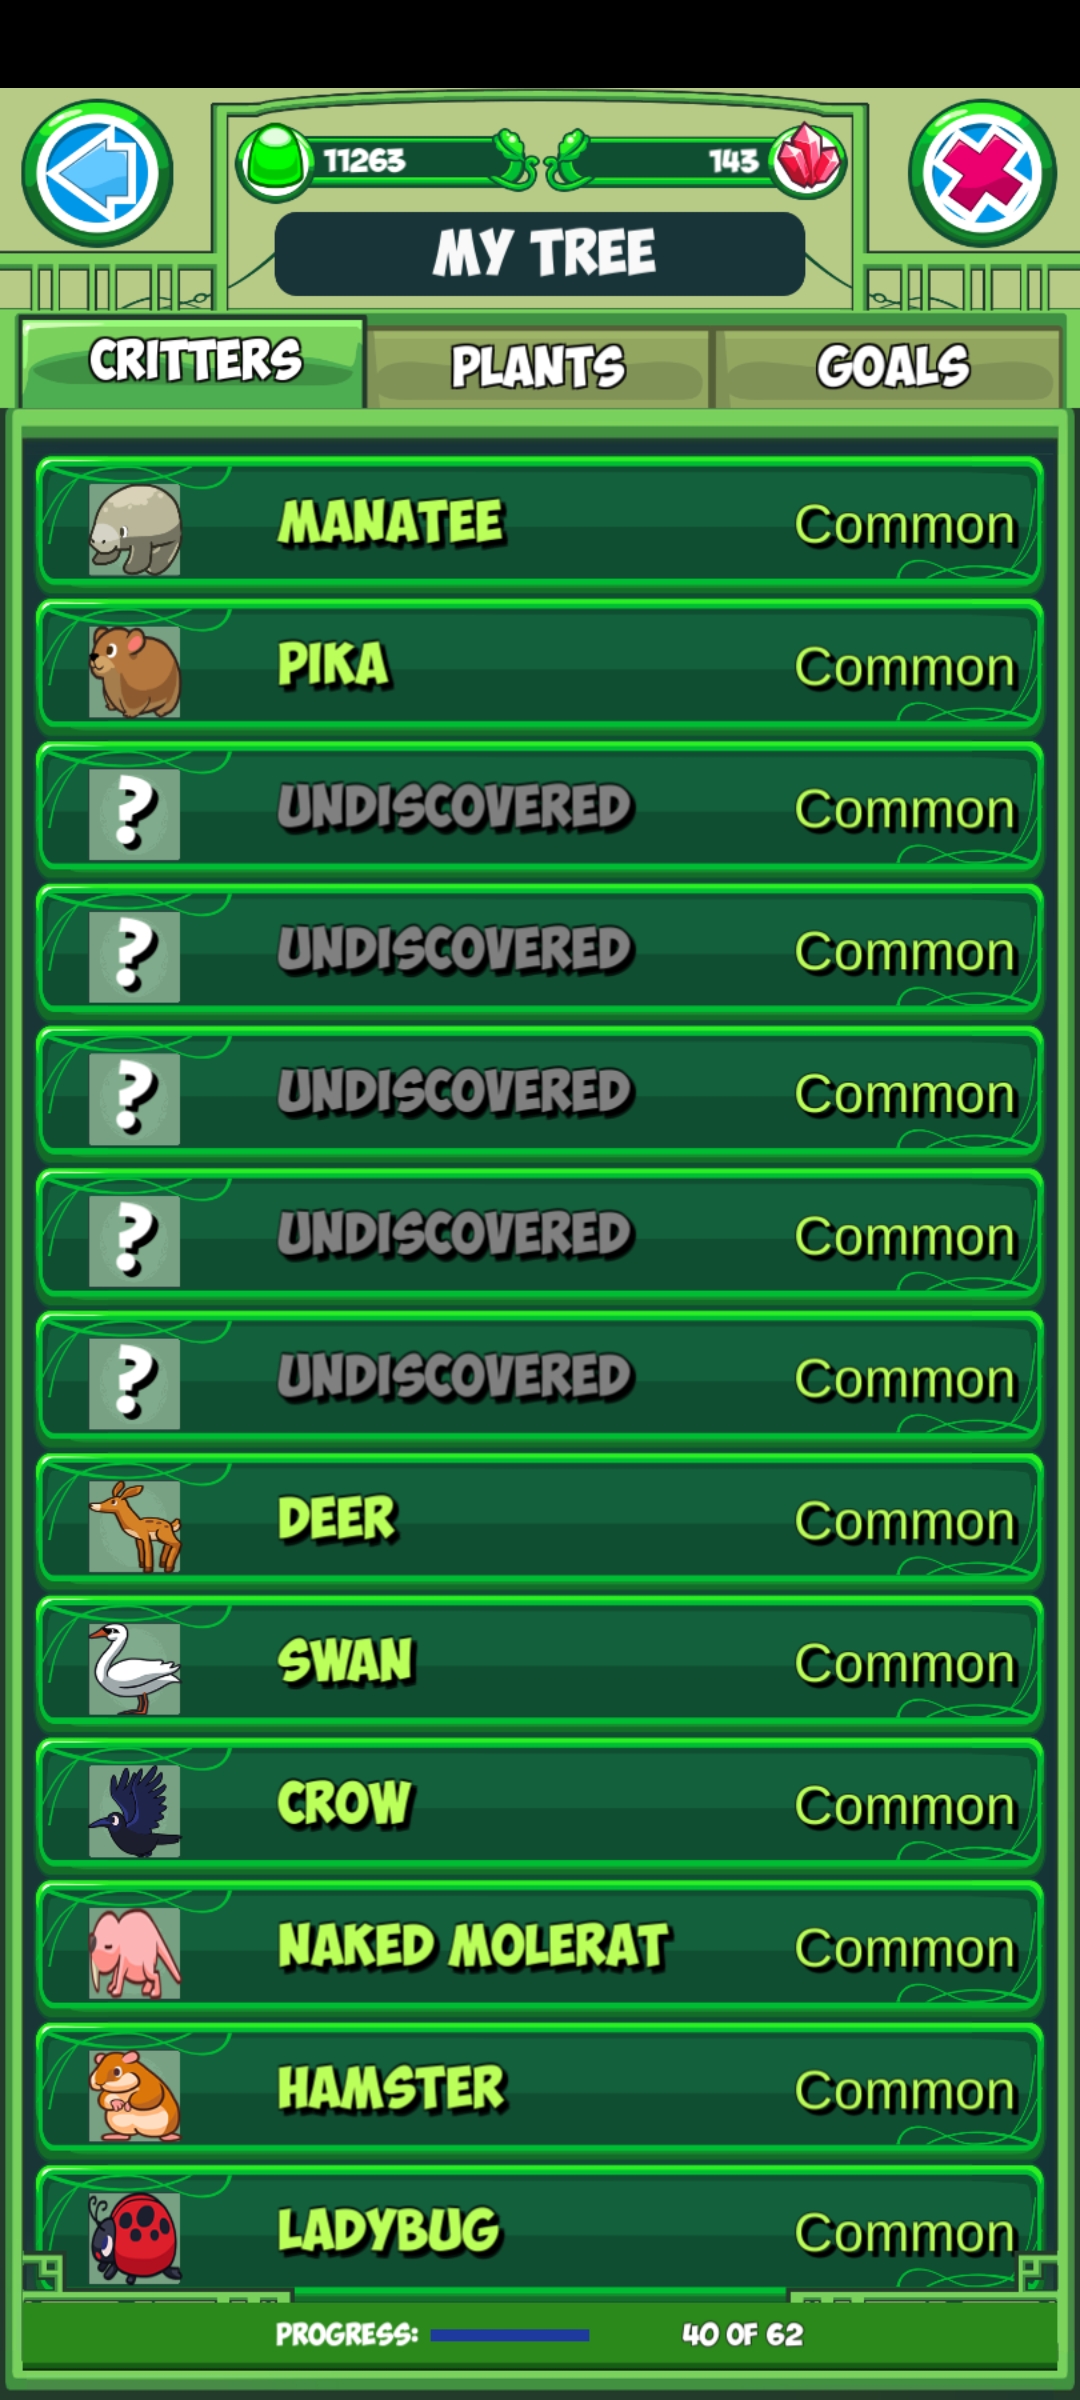 11263
143
MY TREE
CRITTERS
PLANTS
GOALS
MANATEE Common
PIKA Common
? UNDISCOVERED Common
? UNDISCOVERED Common
? UNDISCOVERED Common
? UNDISCOVERED Common
? UNDISCOVERED Common
DEER Common
SWAN Common
CROW Common
NAKED MOLERAT Common
HAMSTER Common
LADYBUG Common
PROGRESS: 40 OF 62